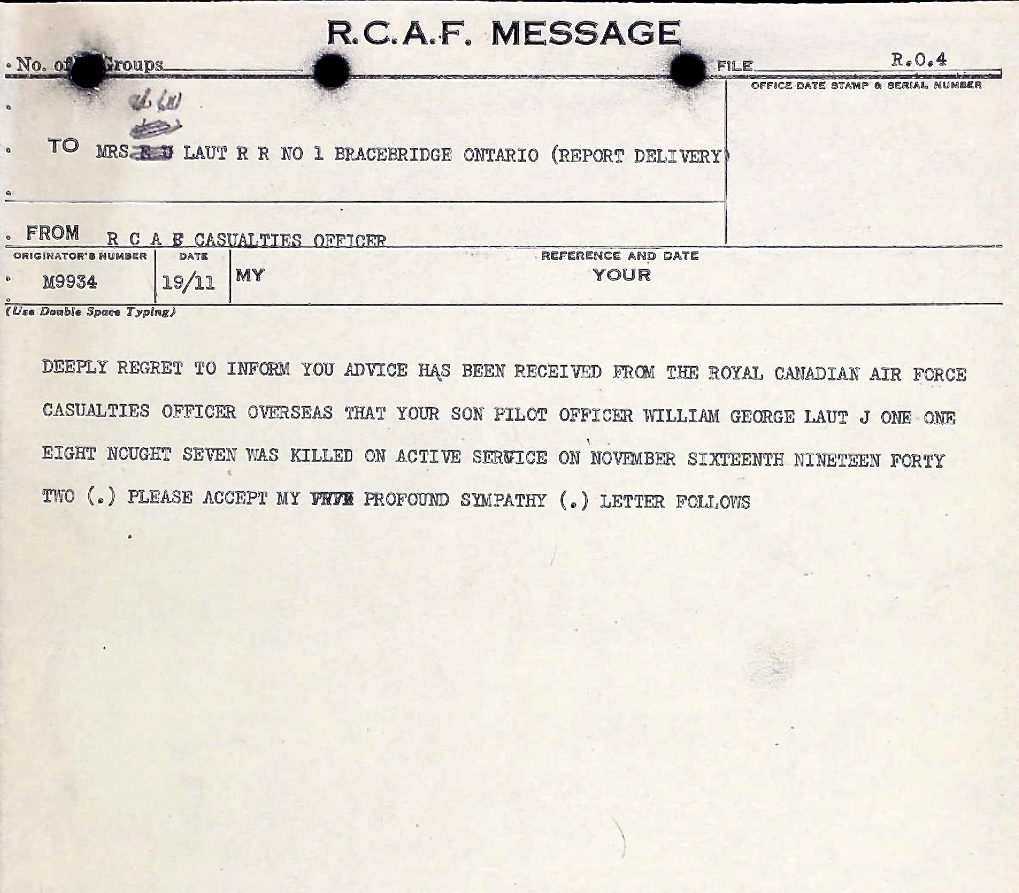 R.C.A.F. MESSAGE
No. of Groups
FILE R.O.4
OFFICE DATE STAMP & SERIAL NUMBER
TO MRS LAUT R R NO 1 BRACEBRIDGE ONTARIO (REPORT DELIVERY)
FROM R C A F CASUALTIES OFFICER
ORIGINATOR'S NUMBER DATE REFERENCE AND DATE
M9934 19/11 MY YOUR
(Use Double Space Typing)
DEEPLY REGRET TO INFORM YOU ADVICE HAS BEEN RECEIVED FROM THE ROYAL CANADIAN AIR FORCE
CASUALTIES OFFICER OVERSEAS THAT YOUR SON PILOT OFFICER WILLIAM GEORGE LAUT J ONE ONE
EIGHT NOUGHT SEVEN WAS KILLED ON ACTIVE SERVICE ON NOVEMBER SIXTEENTH NINETEEN FORTY
TWO (.) PLEASE ACCEPT MY PROFOUND SYMPATHY (.) LETTER FOLLOWS